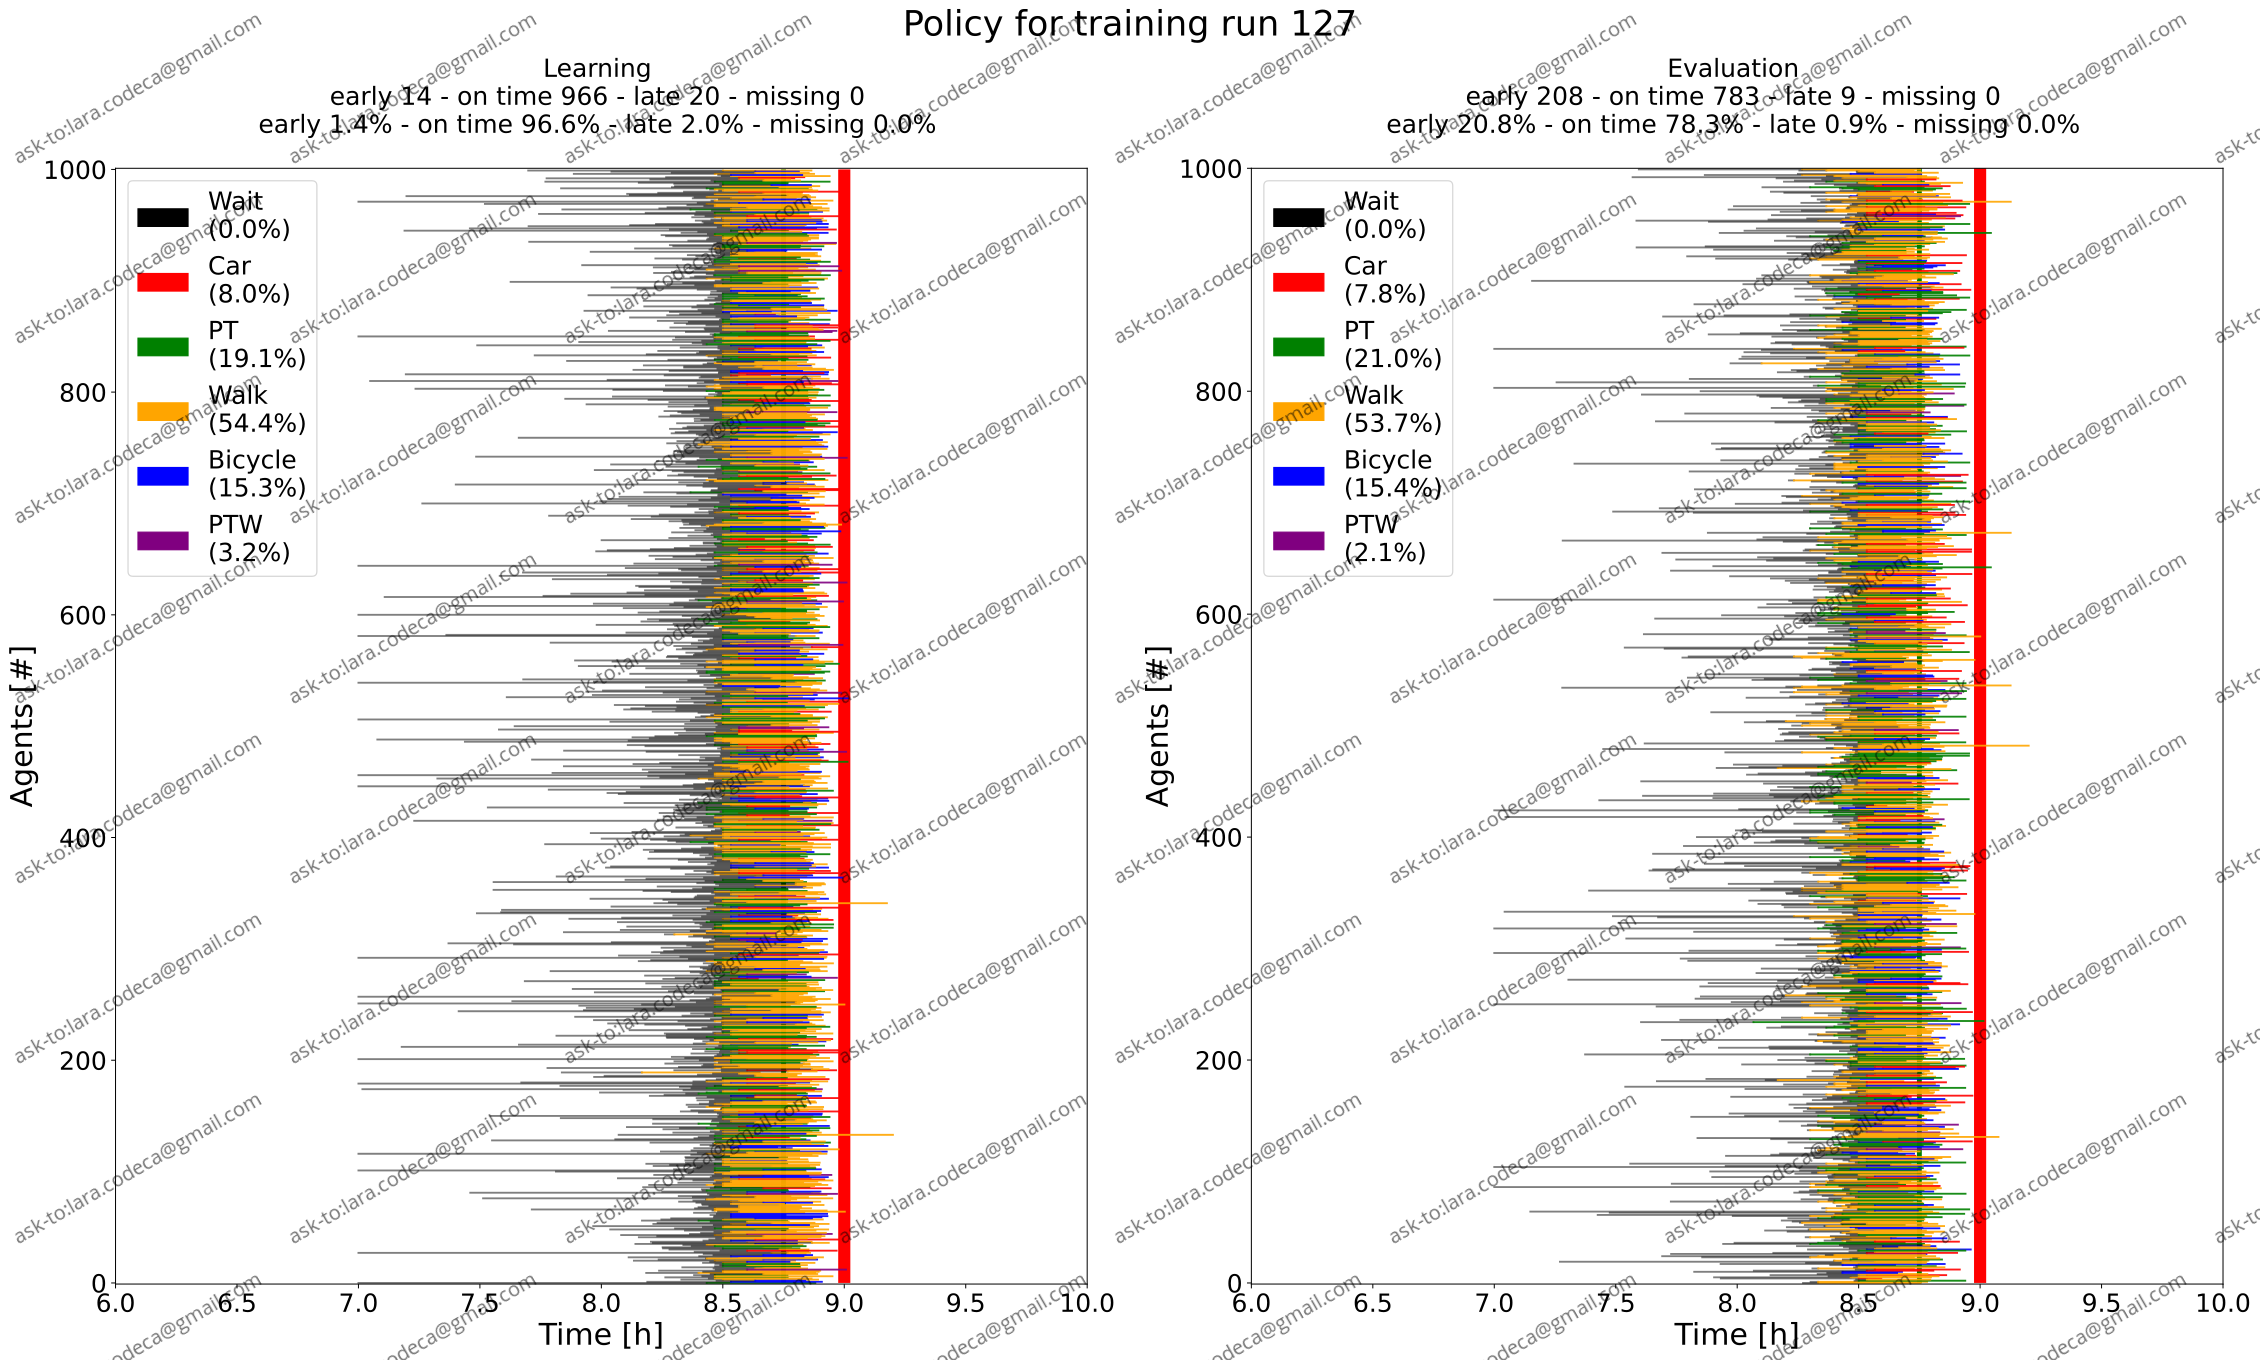 Policy for training run 127
Learning
early 14 - on time 966 - late 20 - missing 0
early 1.4% - on time 96.6% - late 2.0% - missing 0.0%
1000
800
600
400
200
0
Agents [#]
Wait
(0.0%)
Car
(8.0%)
PT
(19.1%)
Walk
(54.4%)
Bicycle
(15.3%)
PTW
(3.2%)
6.0 6.5 7.0 7.5 8.0 8.5 9.0 9.5 10.0
Time [h]
Evaluation
early 208 - on time 783 - late 9 - missing 0
early 20.8% - on time 78.3% - late 0.9% - missing 0.0%
1000
800
600
400
200
0
Agents [#]
Wait
(0.0%)
Car
(7.8%)
PT
(21.0%)
Walk
(53.7%)
Bicycle
(15.4%)
PTW
(2.1%)
6.0 6.5 7.0 7.5 8.0 8.5 9.0 9.5 10.0
Time [h]
ask-to:lara.codeca@gmail.com